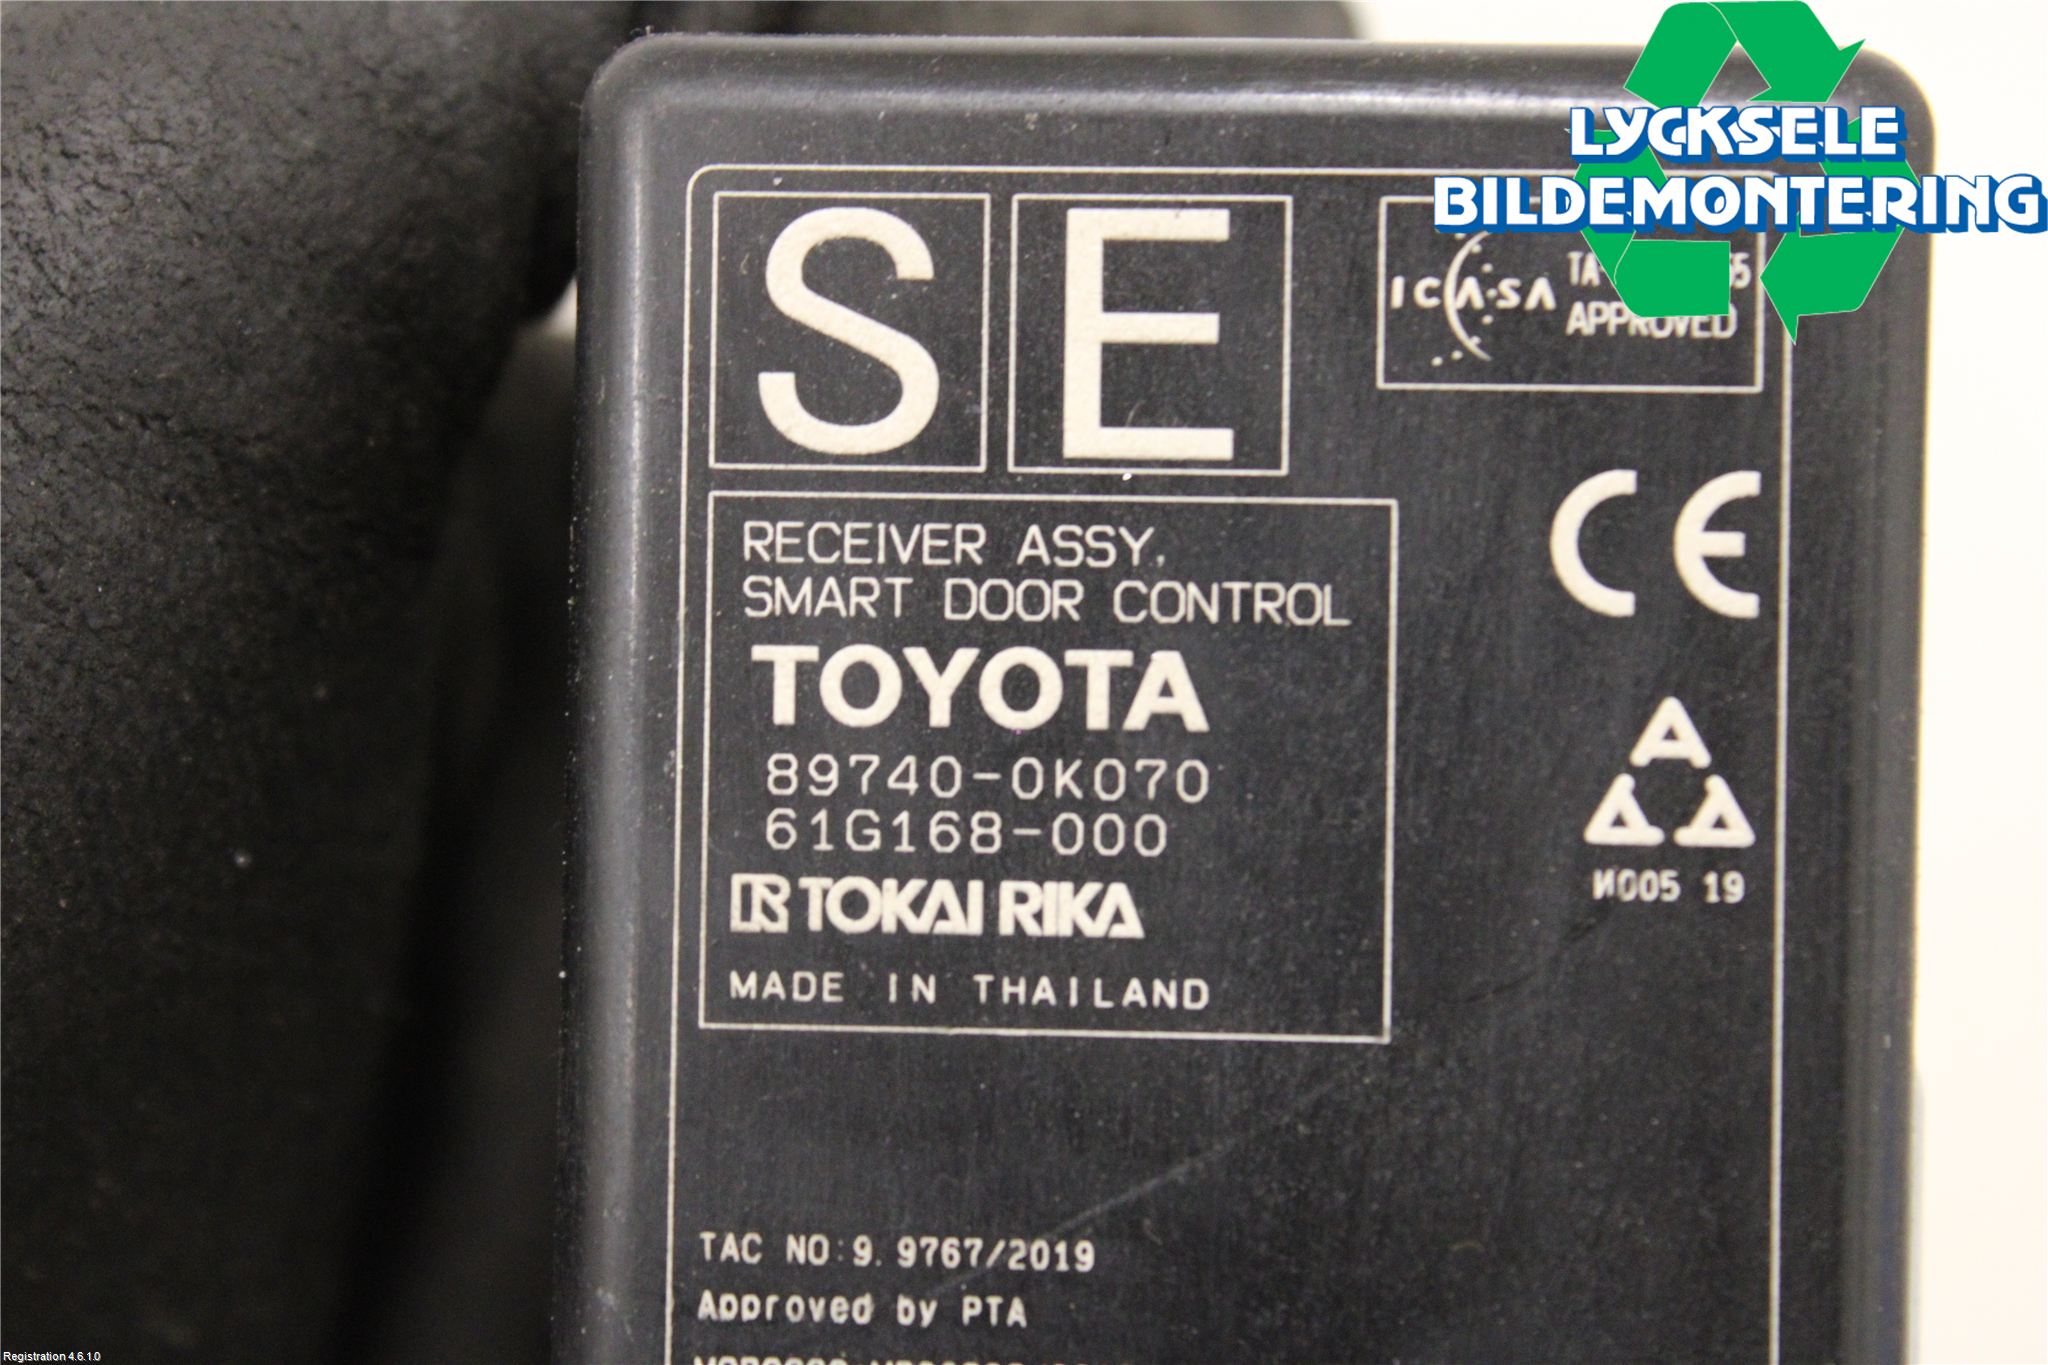 LYCKSELE
BILDEMONTERING
S E
ICASA
APPROVED
RECEIVER ASSY,
SMART DOOR CONTROL
TOYOTA
89740-0K070
61G168-000
TOKAI RIKA
MADE IN THAILAND
CE
И005 19
TAC NO:9. 9767/2019
Approved by PTA
Registration 4.6.1.0